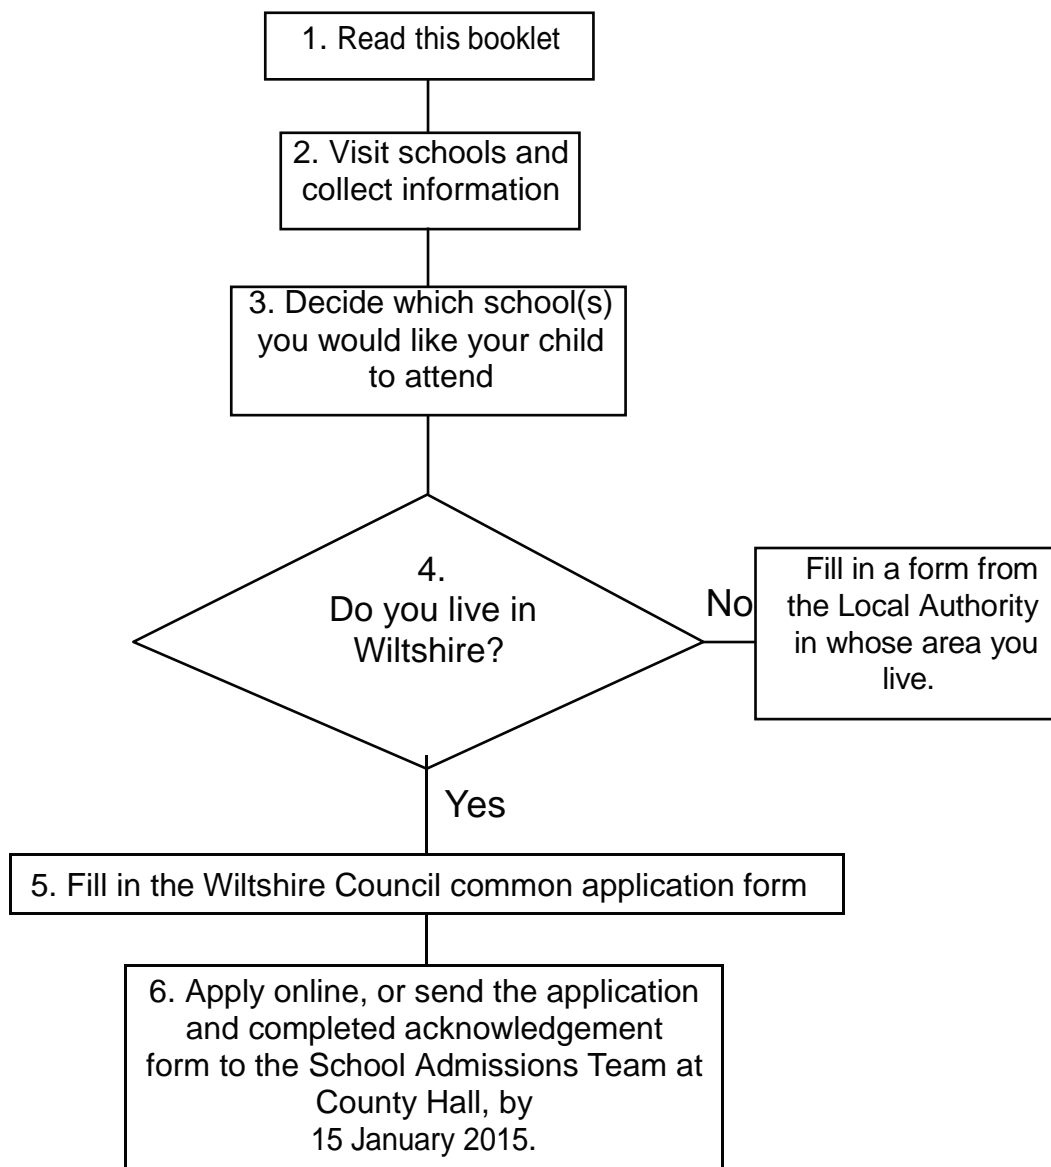 1. Read this booklet
2. Visit schools and
collect information
3. Decide which school(s)
you would like your child
to attend
4.
Do you live in
Wiltshire?
No
Fill in a form from
the Local Authority
in whose area you
live.
Yes
5. Fill in the Wiltshire Council common application form
6. Apply online, or send the application
and completed acknowledgement
form to the School Admissions Team at
County Hall, by
15 January 2015.